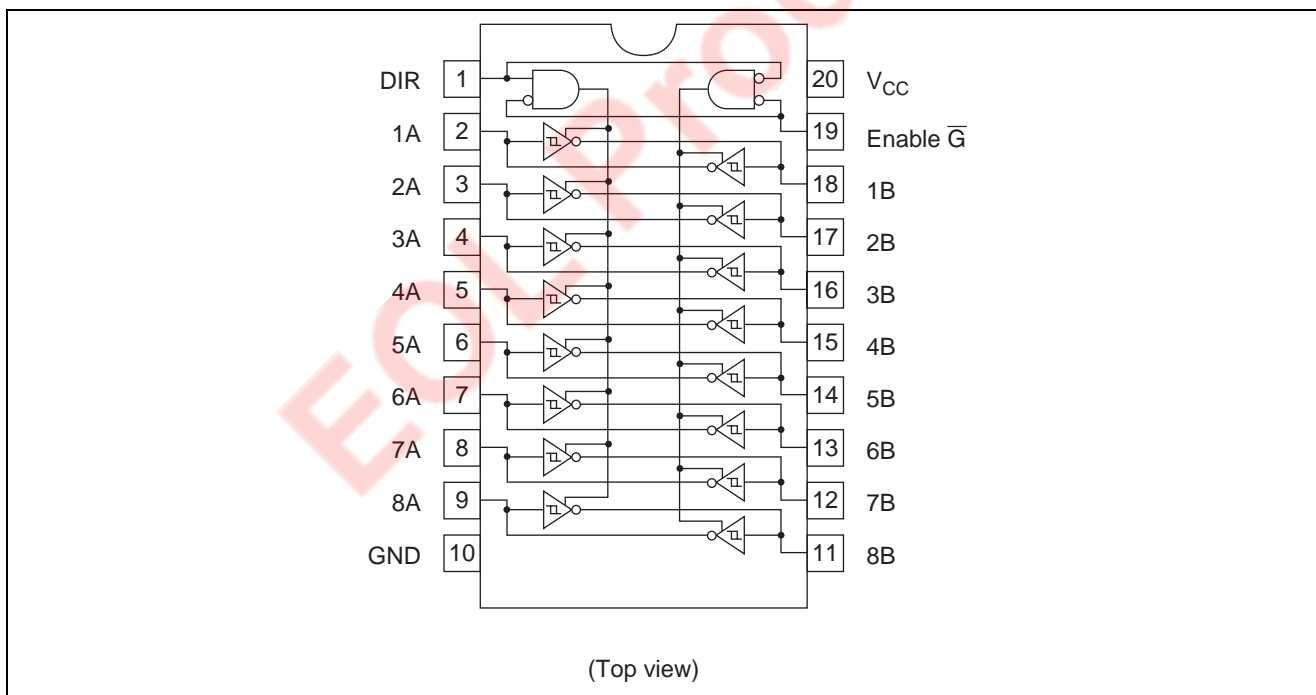 DIR 1 20 V_CC
1A 2 19 Enable G̅
2A 3 18 1B
3A 4 17 2B
4A 5 16 3B
5A 6 15 4B
6A 7 14 5B
7A 8 13 6B
8A 9 12 7B
GND 10 11 8B
(Top view)
EOL